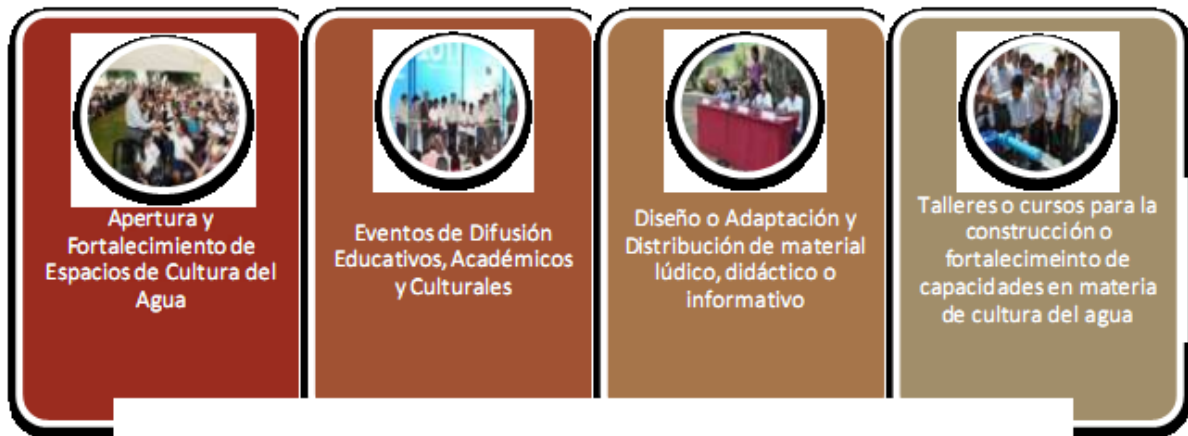 Apertura y
Fortalecimiento de
Espacios de Cultura del
Agua
Eventos de Difusión
Educativos, Académicos
y Culturales
Diseño o Adaptación y
Distribución de material
lúdico, didáctico o
informativo
Talleres o cursos para la
construcción o
fortalecimeinto de
capacidades en materia
de cultura del agua